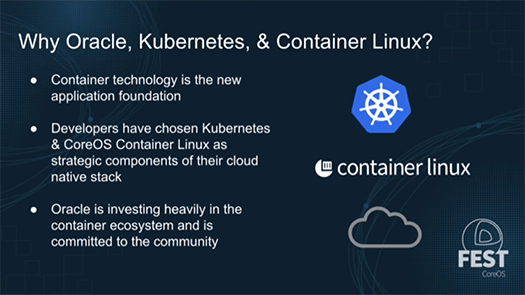 Why Oracle, Kubernetes, & Container Linux?
● Container technology is the new
application foundation
● Developers have chosen Kubernetes
& CoreOS Container Linux as
strategic components of their cloud
native stack
● Oracle is investing heavily in the
container ecosystem and is
committed to the community
container linux
FEST
CoreOS